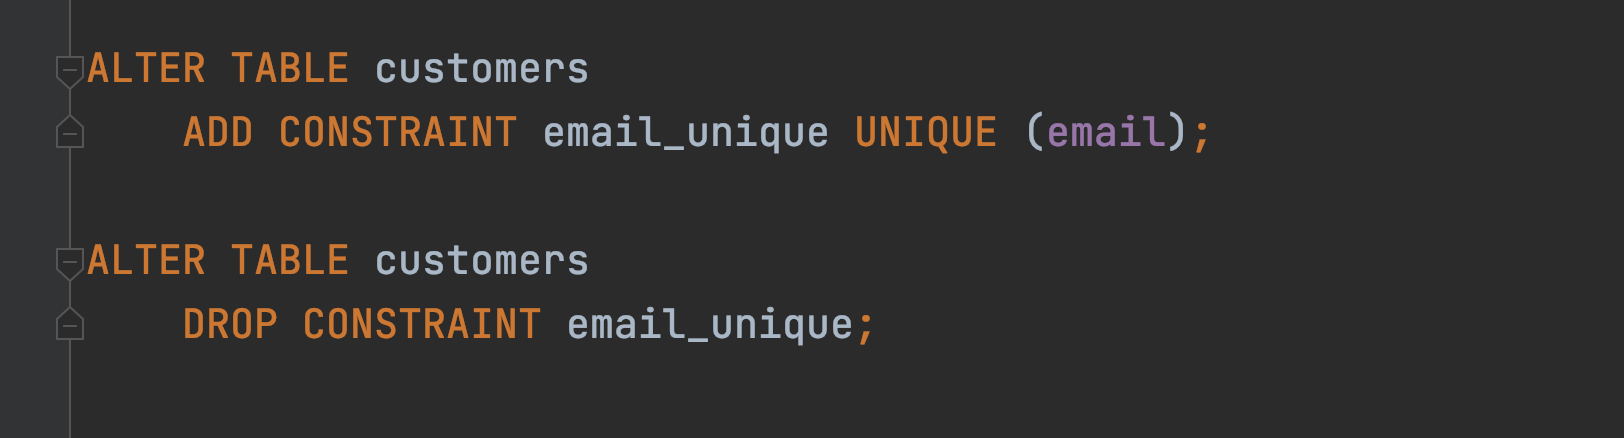 ALTER TABLE customers
    ADD CONSTRAINT email_unique UNIQUE (email);

ALTER TABLE customers
    DROP CONSTRAINT email_unique;